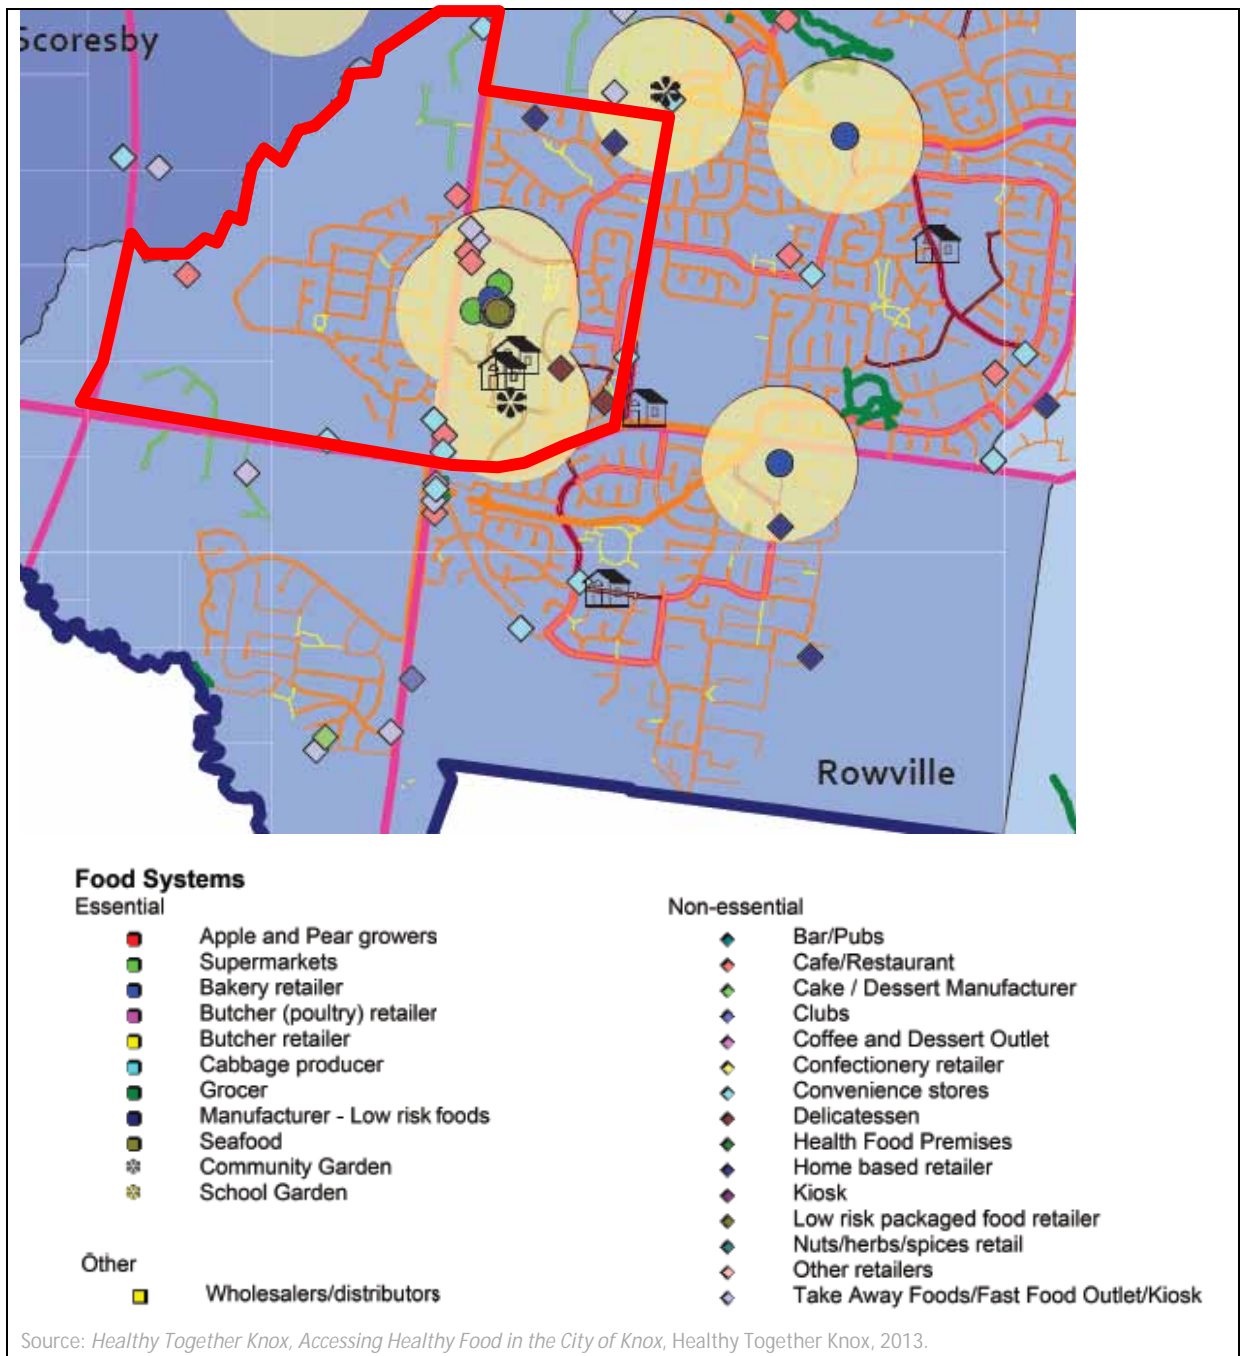 Scoresby
Rowville
Food Systems
Essential
Apple and Pear growers
Supermarkets
Bakery retailer
Butcher (poultry) retailer
Butcher retailer
Cabbage producer
Grocer
Manufacturer - Low risk foods
Seafood
Community Garden
School Garden
Other
Wholesalers/distributors
Non-essential
Bar/Pubs
Cafe/Restaurant
Cake / Dessert Manufacturer
Clubs
Coffee and Dessert Outlet
Confectionery retailer
Convenience stores
Delicatessen
Health Food Premises
Home based retailer
Kiosk
Low risk packaged food retailer
Nuts/herbs/spices retail
Other retailers
Take Away Foods/Fast Food Outlet/Kiosk
Source: Healthy Together Knox, Accessing Healthy Food in the City of Knox, Healthy Together Knox, 2013.